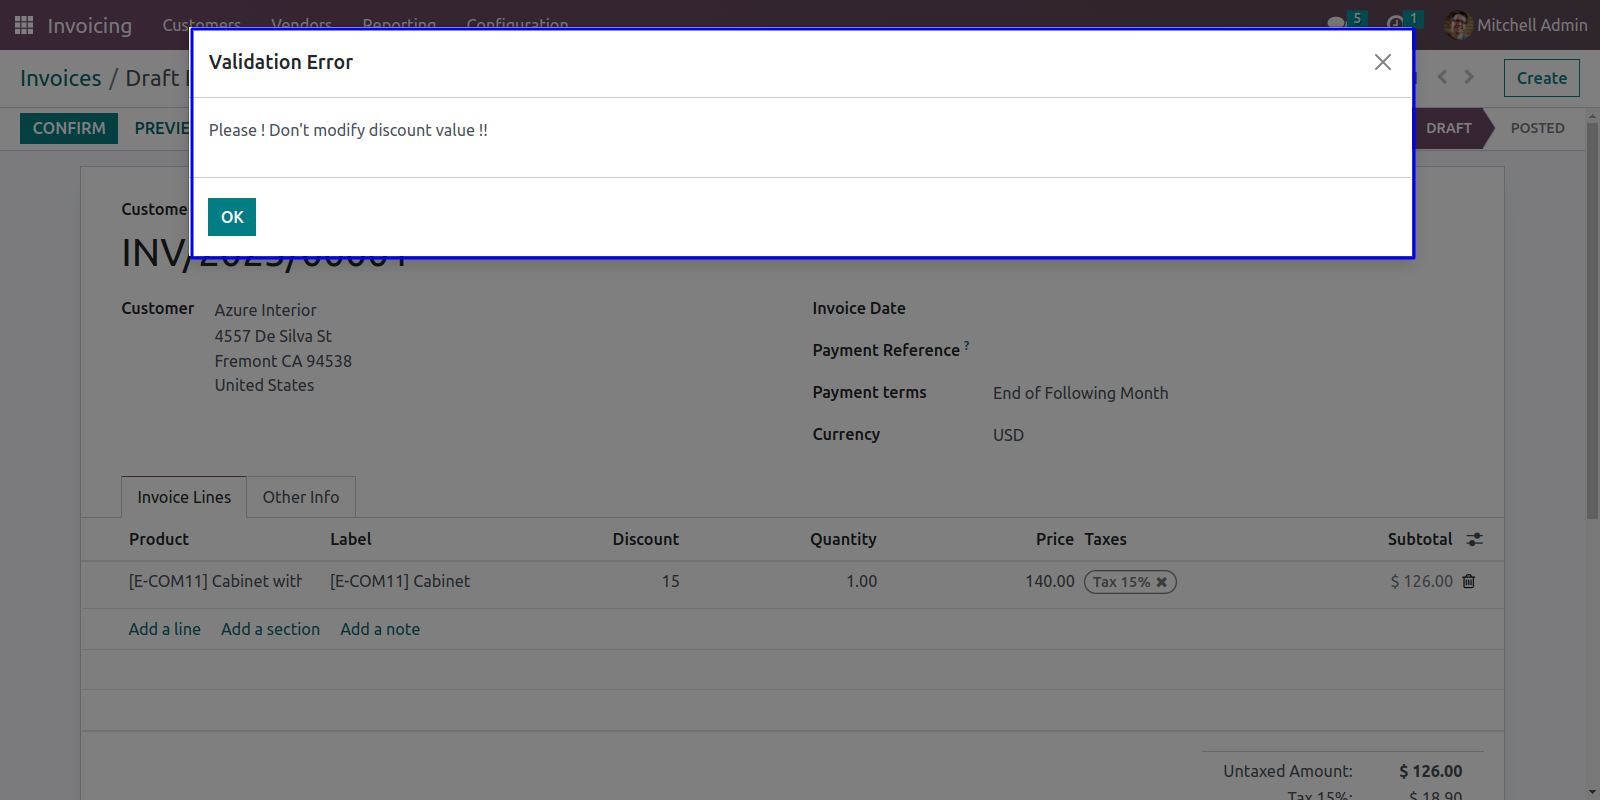 Invoicing Customers Vendors Reporting Configuration 5 1 Mitchell Admin
Validation Error
Invoices / Draft
Create
CONFIRM
Please ! Don't modify discount value !!
DRAFT POSTED
OK
INV/2023/00001
Customer Azure Interior
4557 De Silva St
Fremont CA 94538
United States
Invoice Date
Payment Reference ?
Payment terms End of Following Month
Currency USD
Invoice Lines Other Info
Product Label Discount Quantity Price Taxes Subtotal
[E-COM11] Cabinet with [E-COM11] Cabinet 15 1.00 140.00 Tax 15% $ 126.00
Add a line Add a section Add a note
Untaxed Amount: $ 126.00
Tax 15%: $ 18.90